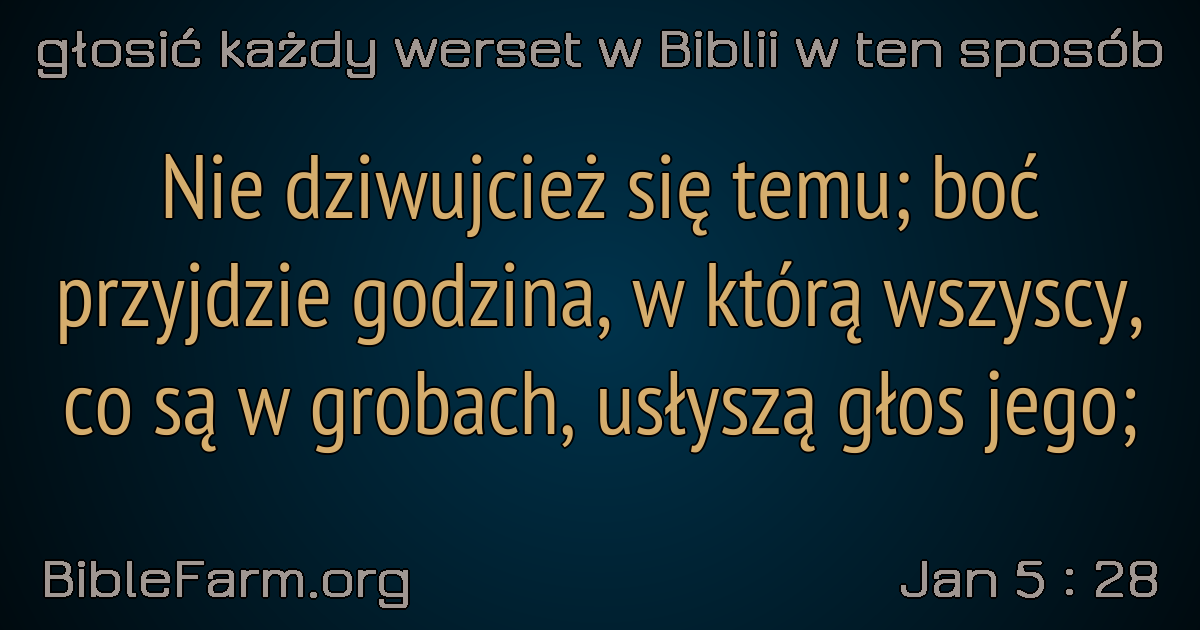 głosić każdy werset w Biblii w ten sposób
Nie dziwujcież się temu; boć
przyjdzie godzina, w którą wszyscy,
co są w grobach, usłyszą głos jego;
BibleFarm.org
Jan 5 : 28